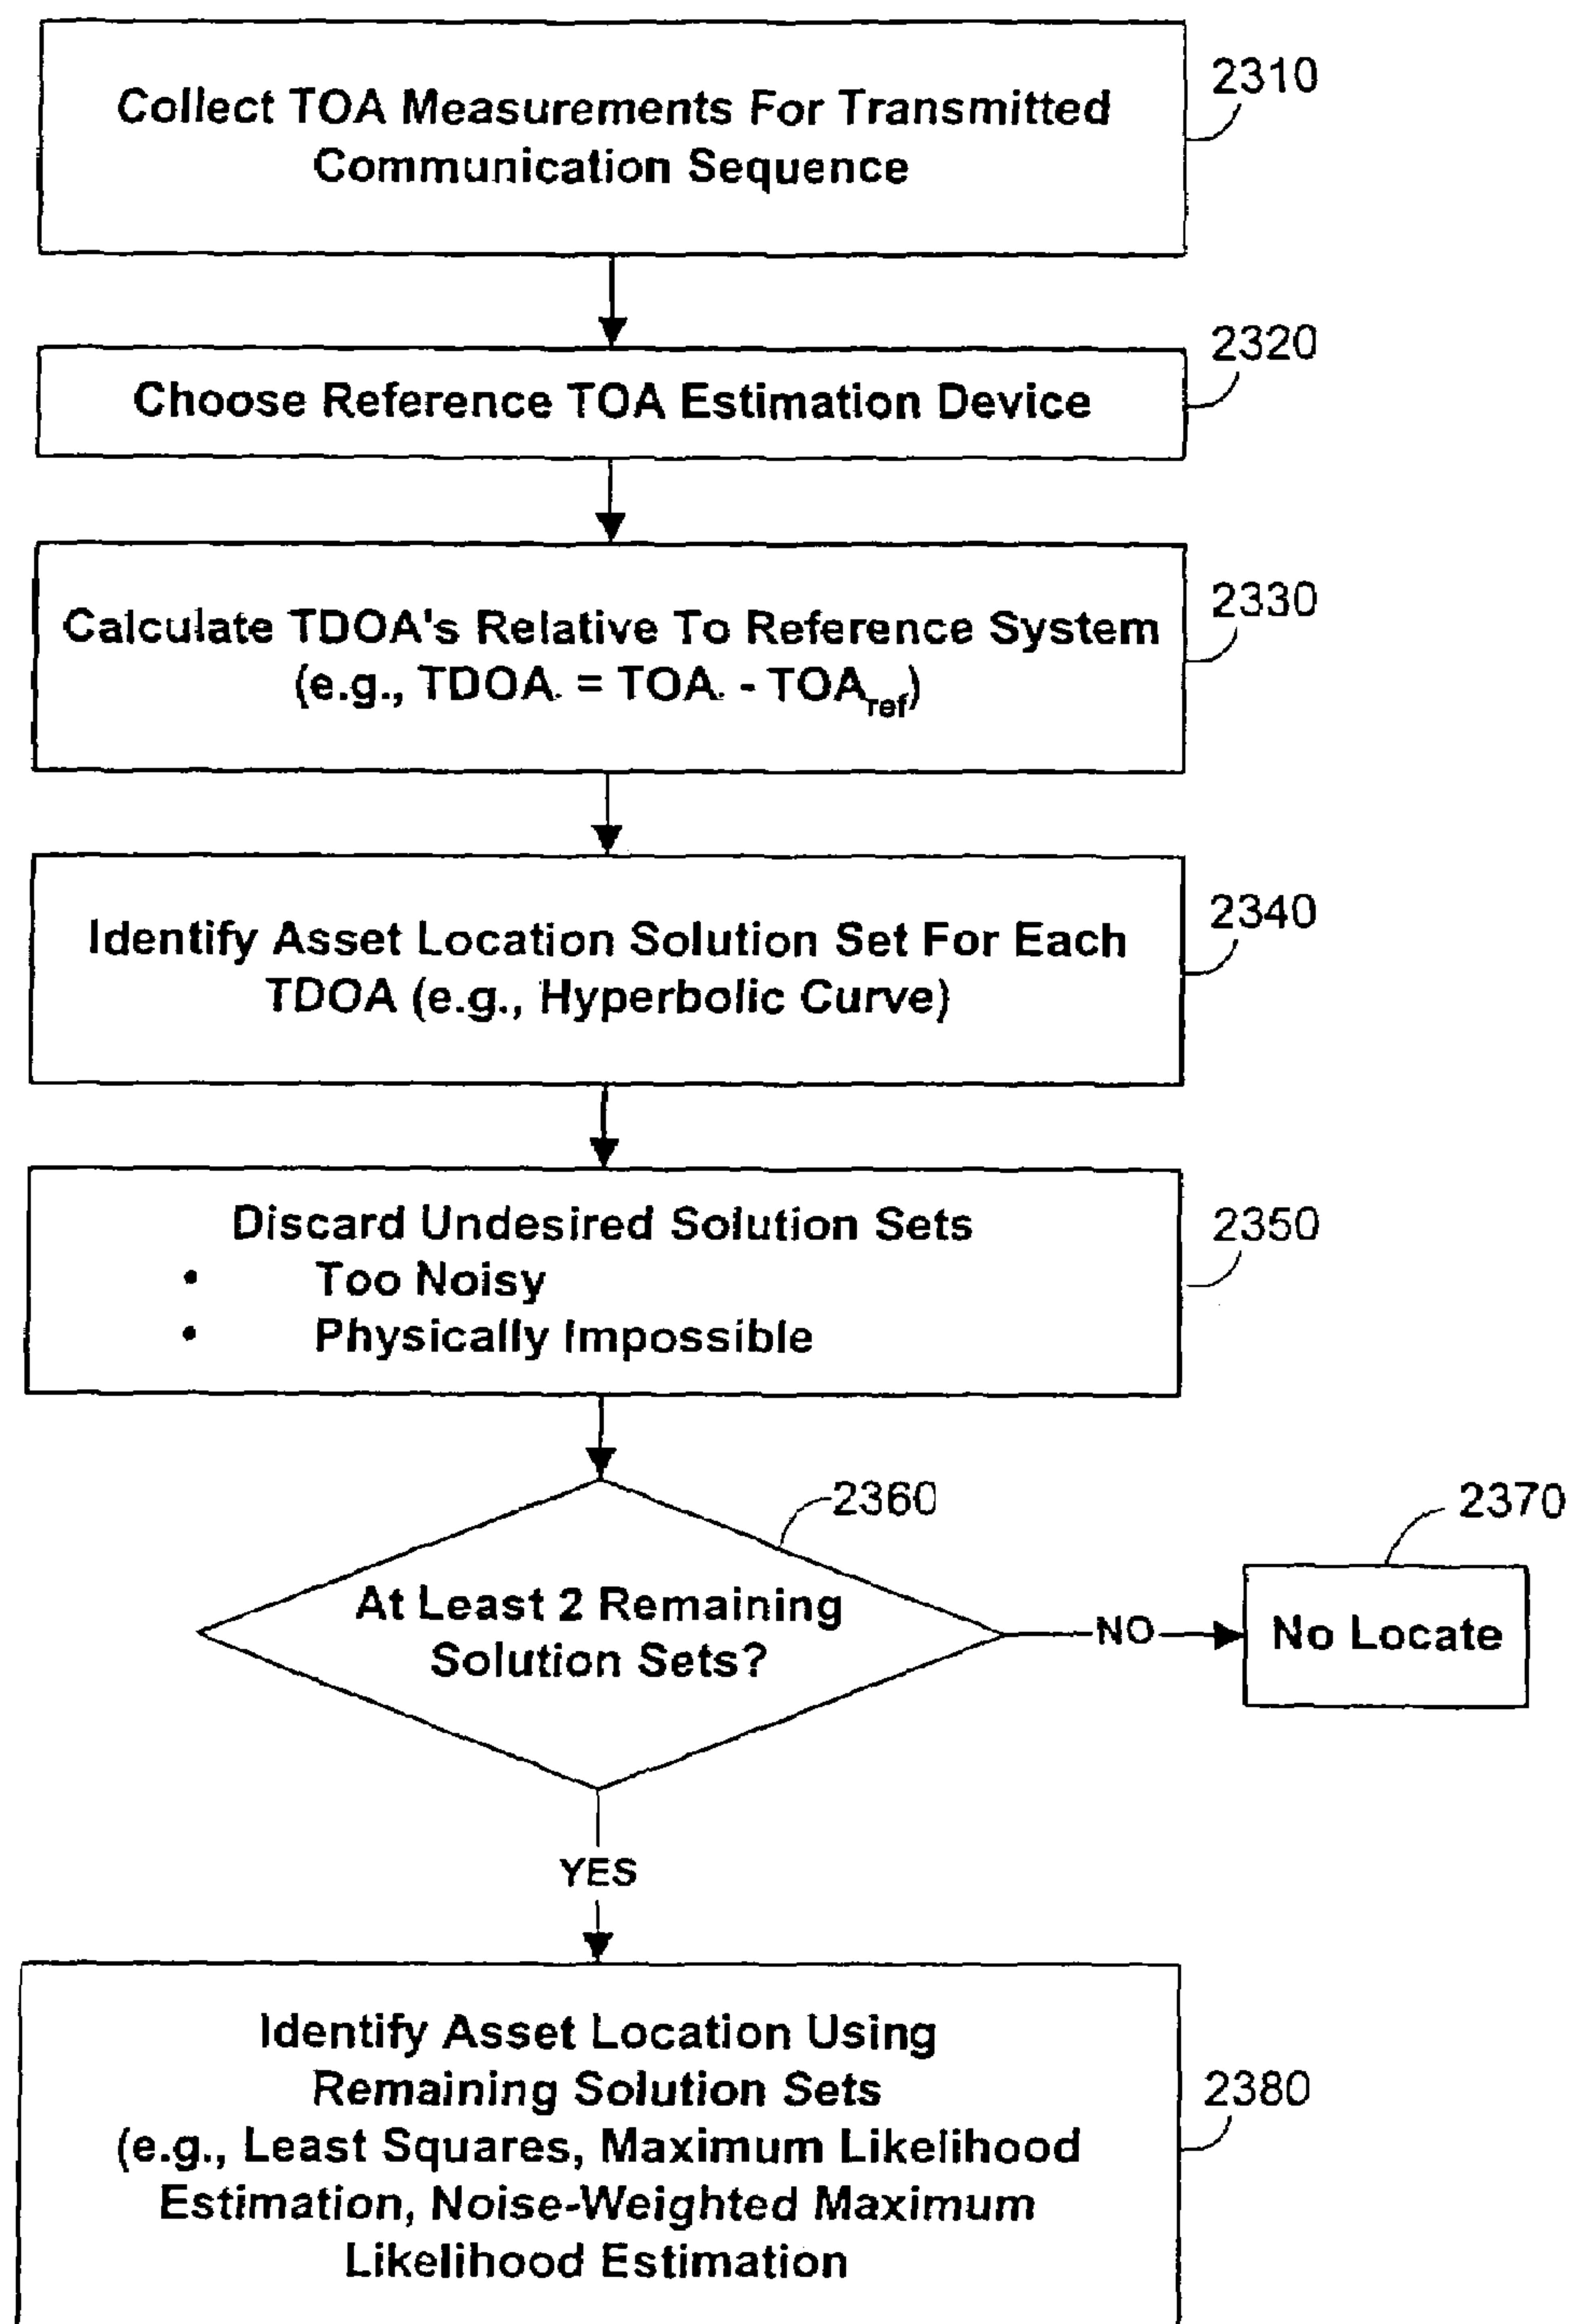 Collect TOA Measurements For Transmitted
Communication Sequence
2310
Choose Reference TOA Estimation Device
2320
Calculate TDOA's Relative To Reference System
(e.g., TDOA. = TOA. - TOAref)
2330
Identify Asset Location Solution Set For Each
TDOA (e.g., Hyperbolic Curve)
2340
Discard Undesired Solution Sets
• Too Noisy
• Physically Impossible
2350
At Least 2 Remaining
Solution Sets?
2360
NO
No Locate
2370
YES
Identify Asset Location Using
Remaining Solution Sets
(e.g., Least Squares, Maximum Likelihood
Estimation, Noise-Weighted Maximum
Likelihood Estimation
2380